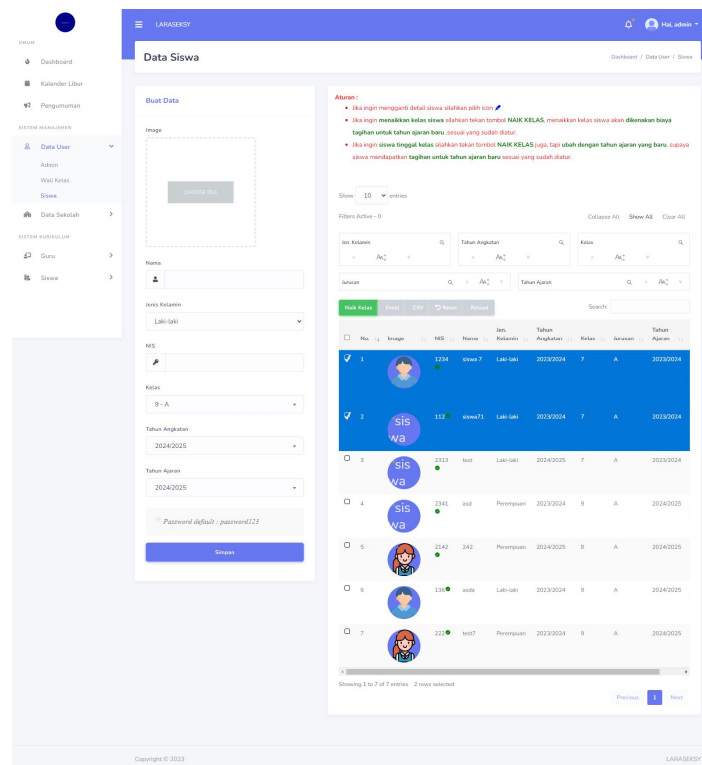 LARASEKSY
Hai, admin
UMUM
Dashboard
Kalender Libur
Pengumuman
SISTEM MANAJEMEN
Data User
Admin
Wali Kelas
Siswa
Data Sekolah
SISTEM KURIKULUM
Guru
Siswa
Data Siswa
Dashboard / Data User / Siswa
Buat Data
Image
CHOOSE FILE
Nama
Jenis Kelamin
Laki-laki
NIS
Kelas
9 - A
Tahun Angkatan
2024/2025
Tahun Ajaran
2024/2025
Password default : password123
Simpan
Aturan :
Jika ingin mengganti detail siswa silahkan pilih icon
Jika ingin menaikkan kelas siswa silahkan tekan tombol NAIK KELAS, menaikkan kelas siswa akan dikenakan biaya
tagihan untuk tahun ajaran baru ,sesuai yang sudah diatur.
Jika ingin siswa tinggal kelas silahkan tekan tombol NAIK KELAS juga, tapi ubah dengan tahun ajaran yang baru, supaya
siswa mendapatkan tagihan untuk tahun ajaran baru sesuai yang sudah diatur.
Show 10 entries
Filters Active - 0 Collapse All Show All Clear All
Jen. Kelamin Tahun Angkatan Kelas
Jurusan Tahun Ajaran
Naik Kelas Excel CSV Reset Reload Search:
No. Image NIS Nama Jen. Kelamin Tahun Angkatan Kelas Jurusan Tahun Ajaran
1 1234 siswa 7 Laki-laki 2023/2024 7 A 2023/2024
2 sis wa 112 siswa71 Laki-laki 2023/2024 7 A 2023/2024
3 sis wa 2313 test Laki-laki 2024/2025 7 A 2023/2024
4 sis wa 2341 asd Perempuan 2023/2024 9 A 2024/2025
5 2142 242 Perempuan 2024/2025 8 A 2024/2025
6 136 asda Laki-laki 2023/2024 9 A 2024/2025
7 222 test7 Perempuan 2023/2024 9 A 2024/2025
Showing 1 to 7 of 7 entries 2 rows selected
Previous 1 Next
Copyright © 2023
LARASEKSY